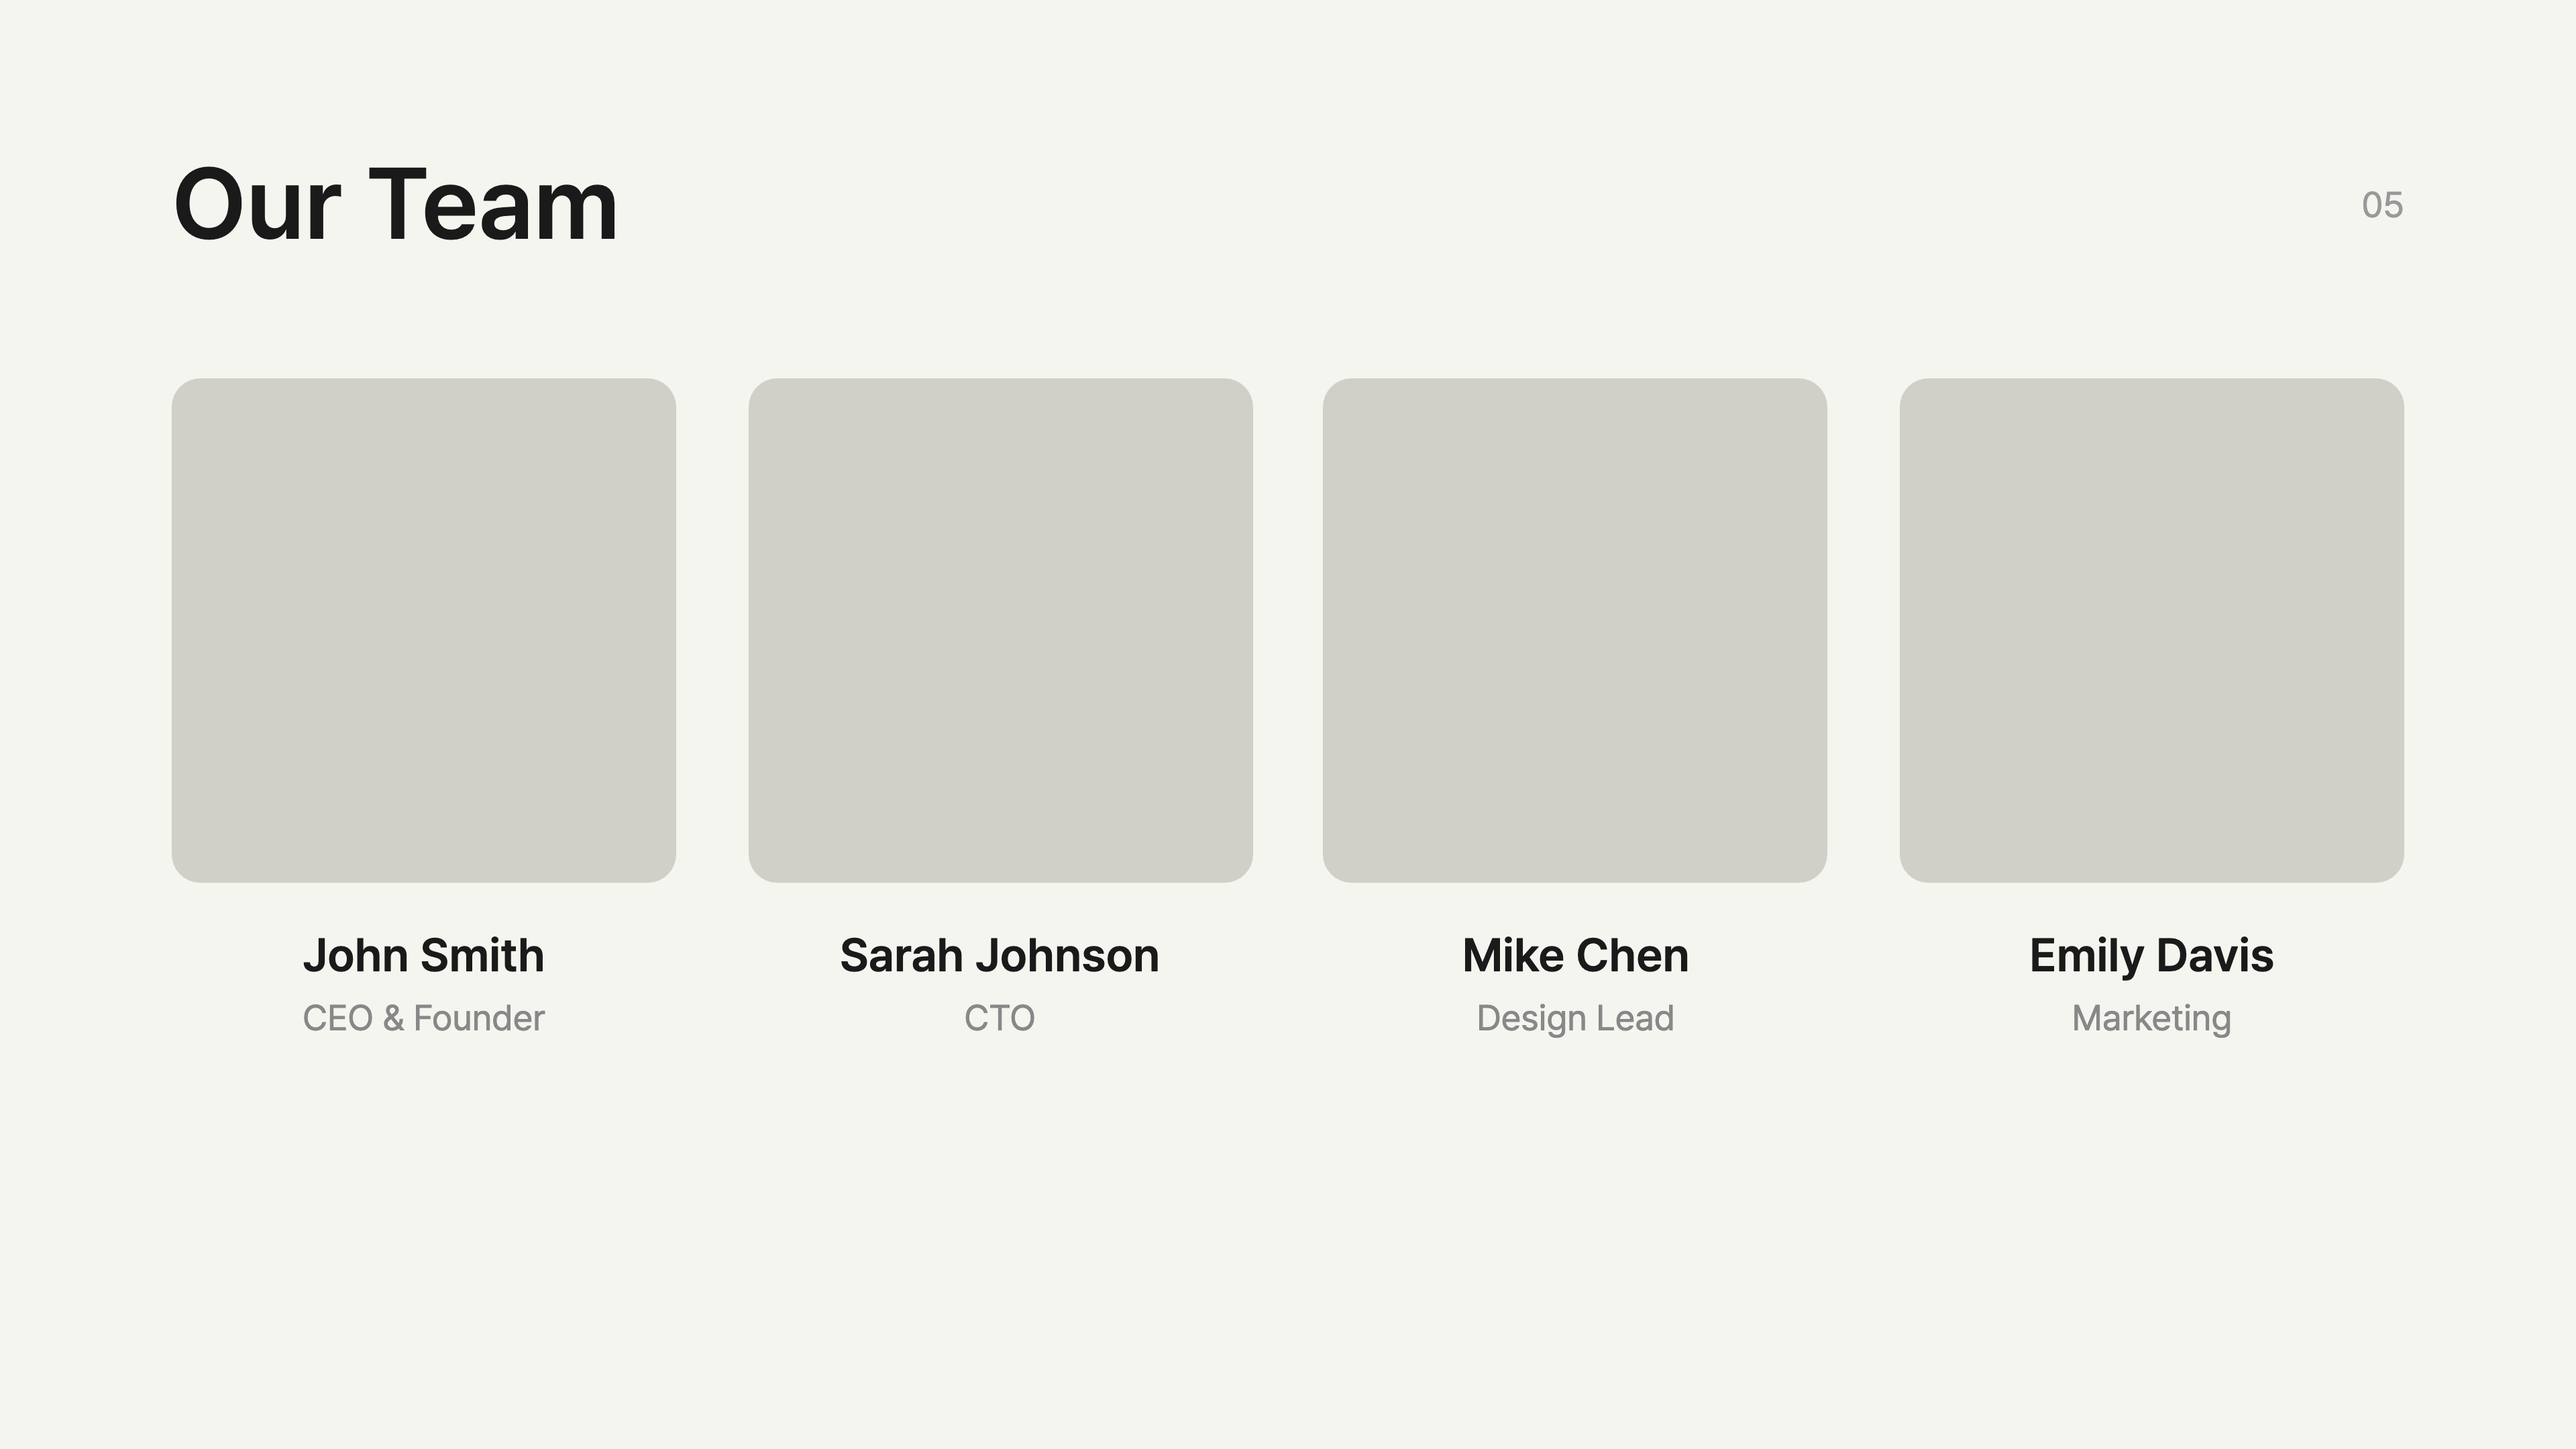 Our Team
05
John Smith
CEO & Founder
Sarah Johnson
CTO
Mike Chen
Design Lead
Emily Davis
Marketing